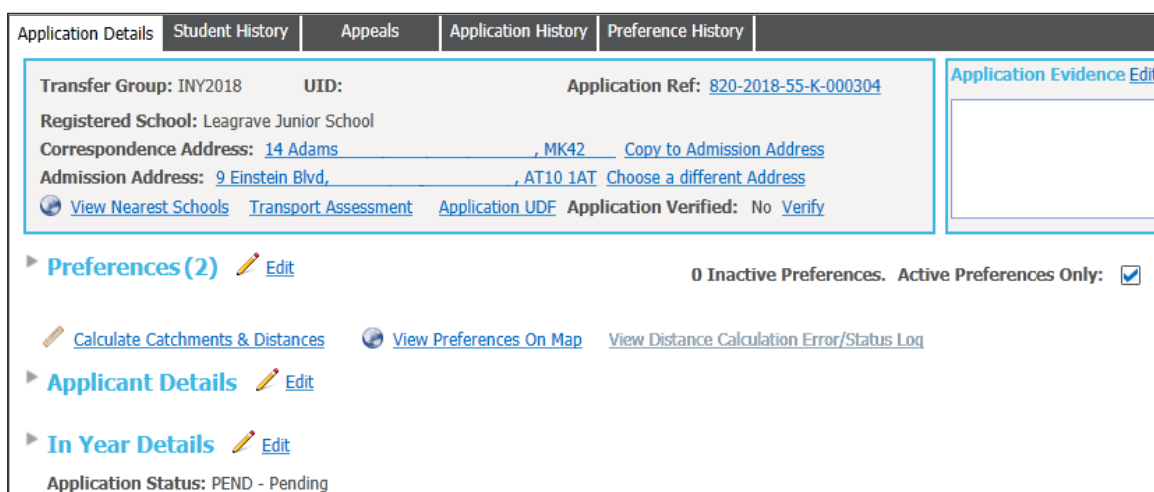 Application Details Student History Appeals Application History Preference History
Transfer Group: INY2018 UID: Application Ref: 820-2018-55-K-000304
Registered School: Leagrave Junior School
Correspondence Address: 14 Adams , MK42 Copy to Admission Address
Admission Address: 9 Einstein Blvd, , AT10 1AT Choose a different Address
View Nearest Schools Transport Assessment Application UDF Application Verified: No Verify
Application Evidence Edit
Preferences (2) Edit
0 Inactive Preferences. Active Preferences Only:
Calculate Catchments & Distances View Preferences On Map View Distance Calculation Error/Status Log
Applicant Details Edit
In Year Details Edit
Application Status: PEND - Pending